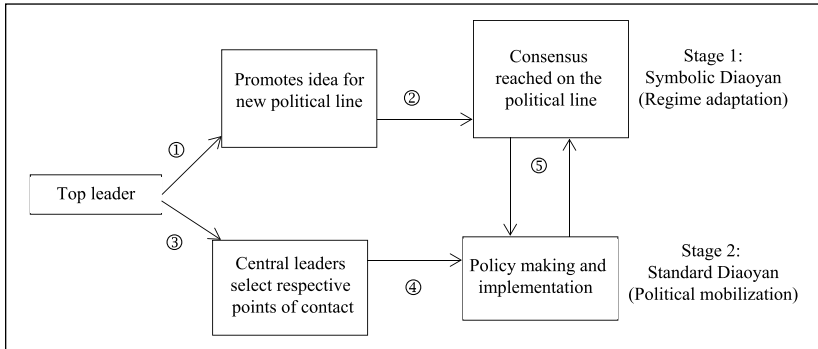 Promotes idea for
new political line
②
Consensus
reached on the
political line
Stage 1:
Symbolic Diaoyan
(Regime adaptation)
①
⑤
Top leader
③
Central leaders
select respective
points of contact
④
Policy making and
implementation
Stage 2:
Standard Diaoyan
(Political mobilization)